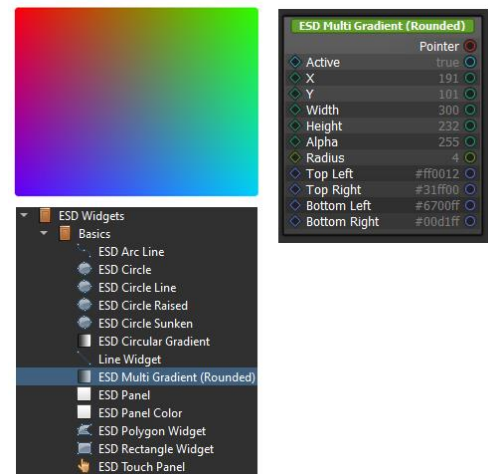 ESD Multi Gradient (Rounded)
Pointer
Active true
X 191
Y 101
Width 300
Height 232
Alpha 255
Radius 4
Top Left #ff0012
Top Right #31ff00
Bottom Left #6700ff
Bottom Right #00d1ff
ESD Widgets
Basics
ESD Arc Line
ESD Circle
ESD Circle Line
ESD Circle Raised
ESD Circle Sunken
ESD Circular Gradient
Line Widget
ESD Multi Gradient (Rounded)
ESD Panel
ESD Panel Color
ESD Polygon Widget
ESD Rectangle Widget
ESD Touch Panel